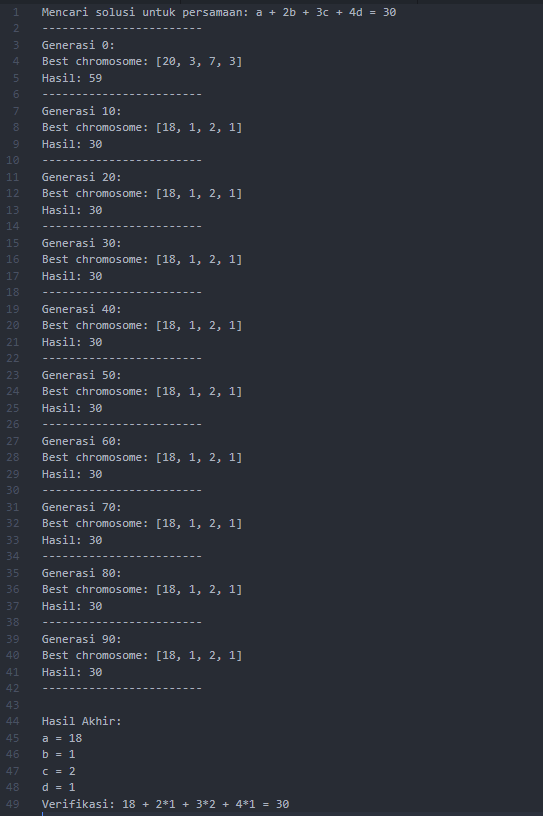 1 Mencari solusi untuk persamaan: a + 2b + 3c + 4d = 30
2 ------------------------
3 Generasi 0:
4 Best chromosome: [20, 3, 7, 3]
5 Hasil: 59
6 ------------------------
7 Generasi 10:
8 Best chromosome: [18, 1, 2, 1]
9 Hasil: 30
10 ------------------------
11 Generasi 20:
12 Best chromosome: [18, 1, 2, 1]
13 Hasil: 30
14 ------------------------
15 Generasi 30:
16 Best chromosome: [18, 1, 2, 1]
17 Hasil: 30
18 ------------------------
19 Generasi 40:
20 Best chromosome: [18, 1, 2, 1]
21 Hasil: 30
22 ------------------------
23 Generasi 50:
24 Best chromosome: [18, 1, 2, 1]
25 Hasil: 30
26 ------------------------
27 Generasi 60:
28 Best chromosome: [18, 1, 2, 1]
29 Hasil: 30
30 ------------------------
31 Generasi 70:
32 Best chromosome: [18, 1, 2, 1]
33 Hasil: 30
34 ------------------------
35 Generasi 80:
36 Best chromosome: [18, 1, 2, 1]
37 Hasil: 30
38 ------------------------
39 Generasi 90:
40 Best chromosome: [18, 1, 2, 1]
41 Hasil: 30
42 ------------------------
43
44 Hasil Akhir:
45 a = 18
46 b = 1
47 c = 2
48 d = 1
49 Verifikasi: 18 + 2*1 + 3*2 + 4*1 = 30